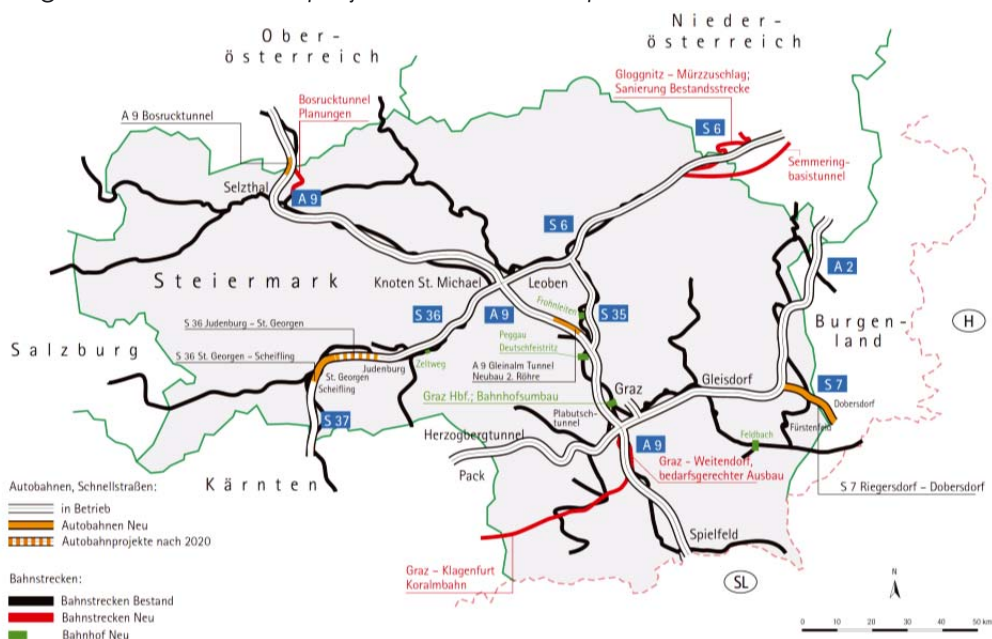 Ober-
österreich
Nieder-
österreich
Gloggnitz – Mürzzuschlag;
Sanierung Bestandsstrecke
Bosrucktunnel
Planungen
A 9 Bosrucktunnel
S 6
Semmering-
basistunnel
Selzthal
A 9
S 6
A 2
Steiermark
Knoten St. Michael
Leoben
Frohnleiten
S 36
A 9
S 35
Burgen-
land
H
S 36 Judenburg – St. Georgen
Salzburg
Peggau
Deutschfeistritz
S 36 St. Georgen – Scheifling
Zeltweg
Judenburg
St. Georgen
Scheifling
A 9 Gleinalm Tunnel
Neubau 2. Röhre
Graz Hbf.; Bahnhofsumbau
Graz
Gleisdorf
S 7
Dobersdorf
Plabutsch-
tunnel
S 37
Fürstenfeld
Herzogbergtunnel
A 9
Feldbach
Graz – Weitendorf,
bedarfsgerechter Ausbau
Pack
Kärnten
S 7 Riegersdorf – Dobersdorf
Autobahnen, Schnellstraßen:
in Betrieb
Autobahnen Neu
Autobahnprojekte nach 2020
Spielfeld
Graz – Klagenfurt
Koralmbahn
SL
N
Bahnstrecken:
Bahnstrecken Bestand
Bahnstrecken Neu
Bahnhof Neu
0 10 20 30 40 50 km